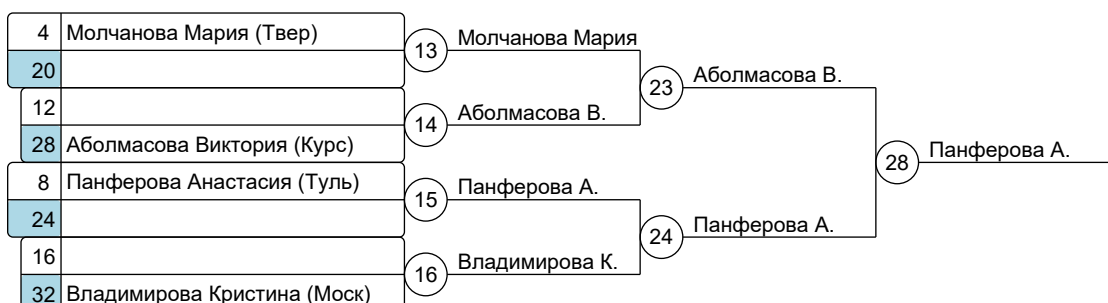 4 Молчанова Мария (Твер)
13
Молчанова Мария
20
23
Аболмасова В.
12
14
Аболмасова В.
28 Аболмасова Виктория (Курс)
28
Панферова А.
8 Панферова Анастасия (Туль)
15
Панферова А.
24
24
Панферова А.
16
16
Владимирова К.
32 Владимирова Кристина (Моск)